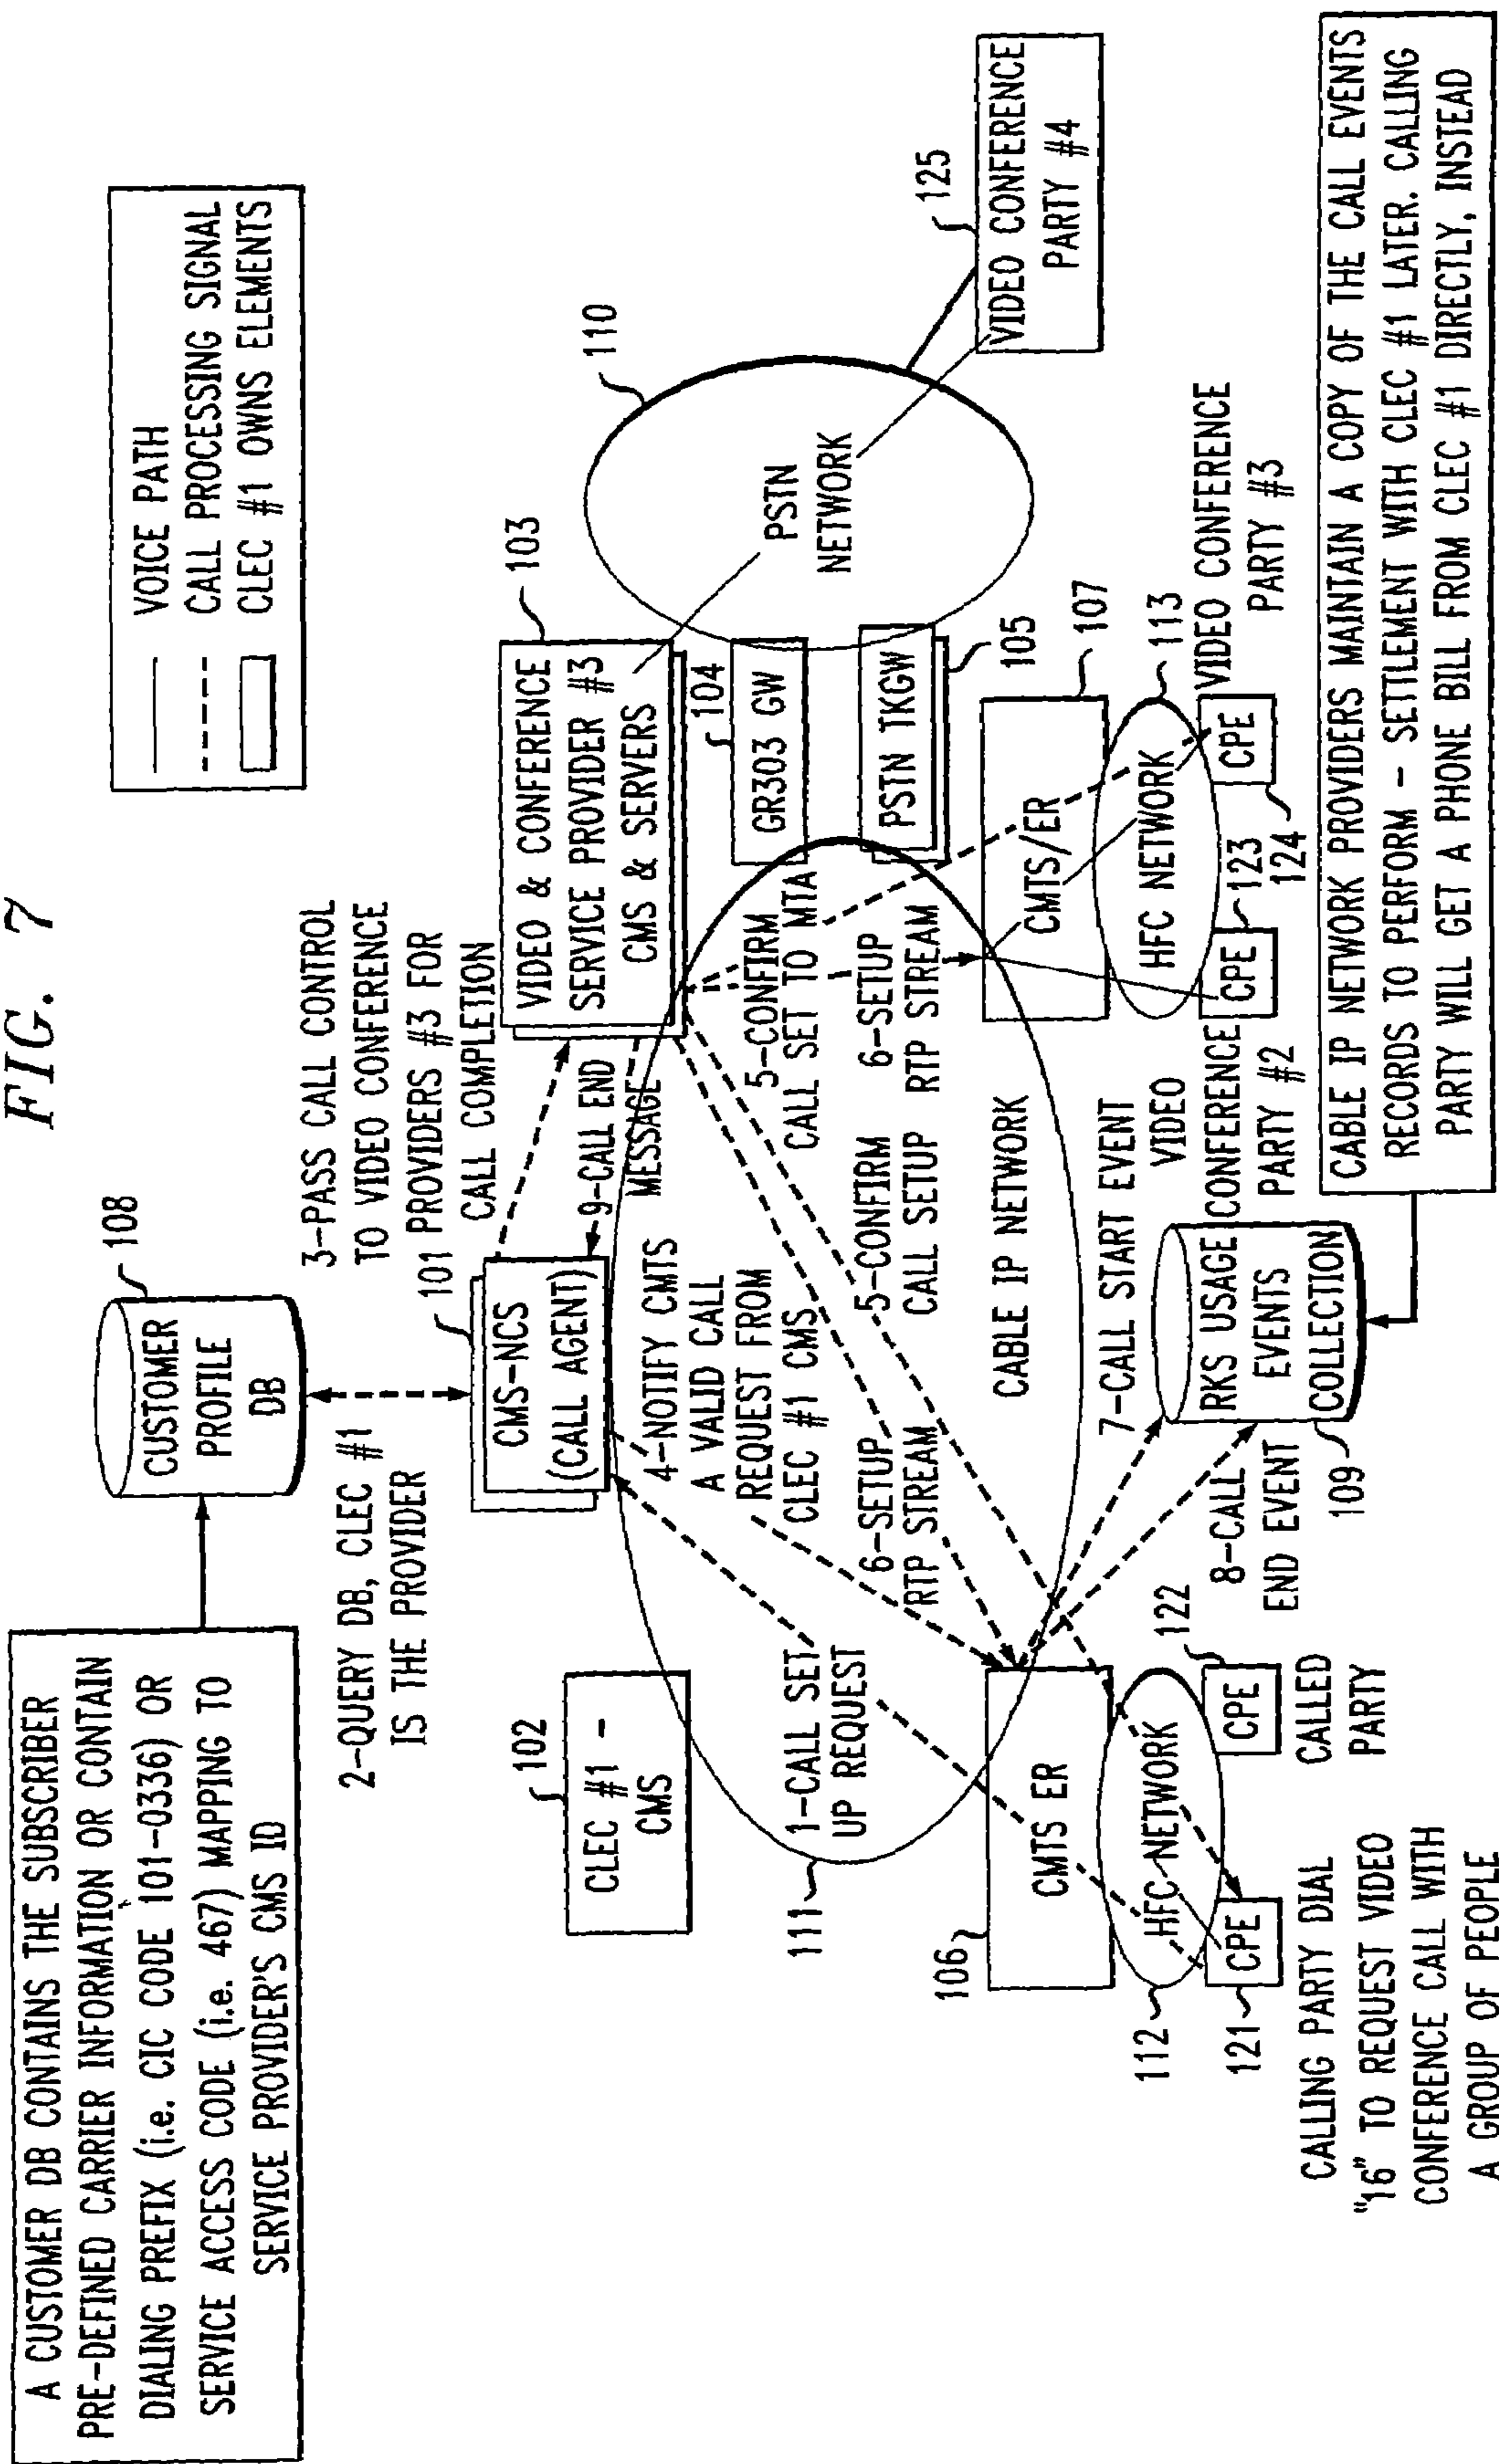 FIG. 7
A CUSTOMER DB CONTAINS THE SUBSCRIBER
PRE-DEFINED CARRIER INFORMATION OR CONTAIN
DIALING PREFIX (i.e. CIC CODE 101-0336) OR
SERVICE ACCESS CODE (i.e. 467) MAPPING TO
SERVICE PROVIDER'S CMS ID
CUSTOMER
PROFILE
DB
108
VOICE PATH
CALL PROCESSING SIGNAL
CLEC #1 OWNS ELEMENTS
2-QUERY DB, CLEC #1
IS THE PROVIDER
3-PASS CALL CONTROL
TO VIDEO CONFERENCE
PROVIDERS #3 FOR
CALL COMPLETION
102
CLEC #1 -
CMS
101
CMS-NCS
(CALL AGENT)
9-CALL END
MESSAGE
103
VIDEO & CONFERENCE
SERVICE PROVIDER #3
CMS & SERVERS
104
GR303 GW
PSTN TKGW
105
110
PSTN
NETWORK
125
VIDEO CONFERENCE
PARTY #4
111
1-CALL SET
UP REQUEST
4-NOTIFY CMTS
A VALID CALL
REQUEST FROM
CLEC #1 CMS
5-CONFIRM
CALL SET TO MTA
6-SETUP
RTP STREAM
5-CONFIRM
CALL SETUP
6-SETUP
RTP STREAM
CABLE IP NETWORK
106
CMTS ER
112
HFC NETWORK
121
CPE
122
CPE
CALLED
PARTY
CALLING PARTY DIAL
"16" TO REQUEST VIDEO
CONFERENCE CALL WITH
A GROUP OF PEOPLE
7-CALL START EVENT
8-CALL
END EVENT
109
RKS USAGE
EVENTS
COLLECTION
107
CMTS/ER
113
HFC NETWORK
CPE
123
CPE
124
VIDEO
CONFERENCE
PARTY #2
VIDEO CONFERENCE
PARTY #3
CABLE IP NETWORK PROVIDERS MAINTAIN A COPY OF THE CALL EVENTS
RECORDS TO PERFORM - SETTLEMENT WITH CLEC #1 LATER. CALLING
PARTY WILL GET A PHONE BILL FROM CLEC #1 DIRECTLY, INSTEAD